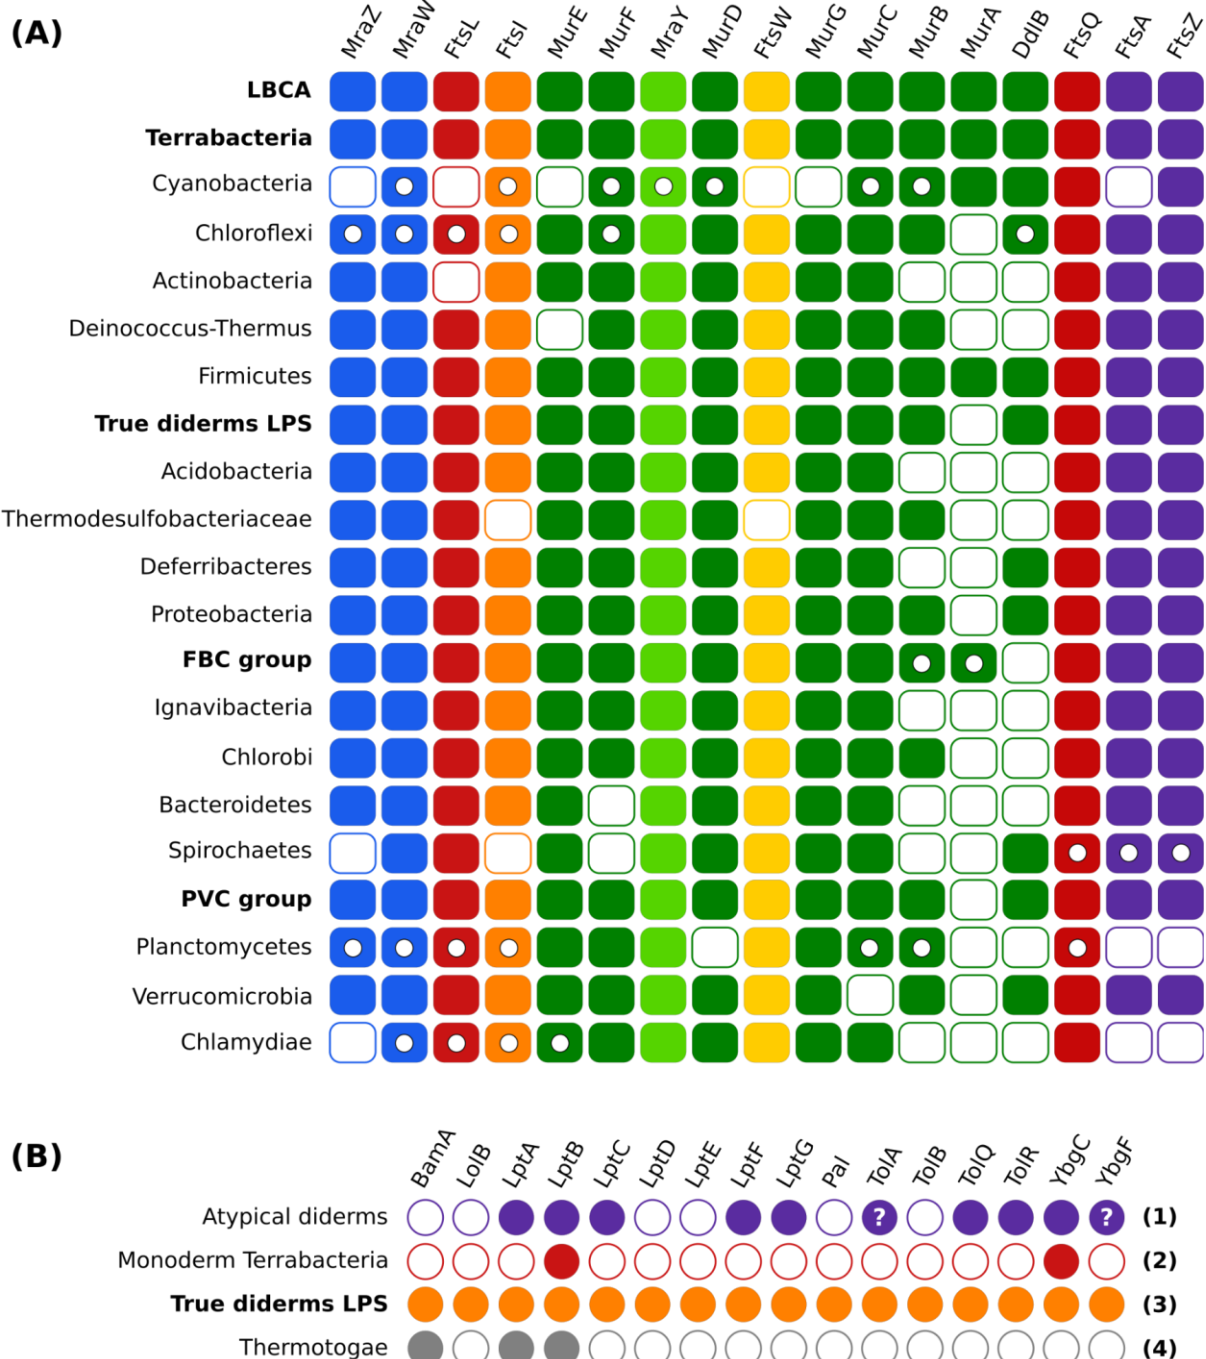 (A)
MraZ MraW FtsL FtsI MurE MurF MraY MurD FtsW MurG MurC MurB MurA DdlB FtsQ FtsA FtsZ
LBCA
Terrabacteria
Cyanobacteria
Chloroflexi
Actinobacteria
Deinococcus-Thermus
Firmicutes
True diderms LPS
Acidobacteria
Thermodesulfobacteriaceae
Deferribacteres
Proteobacteria
FBC group
Ignavibacteria
Chlorobi
Bacteroidetes
Spirochaetes
PVC group
Planctomycetes
Verrucomicrobia
Chlamydiae
(B)
BamA LolB LptA LptB LptC LptD LptE LptF LptG Pal TolA TolB TolQ TolR YbgC YbgF
Atypical diderms ? ? (1)
Monoderm Terrabacteria (2)
True diderms LPS (3)
Thermotogae (4)